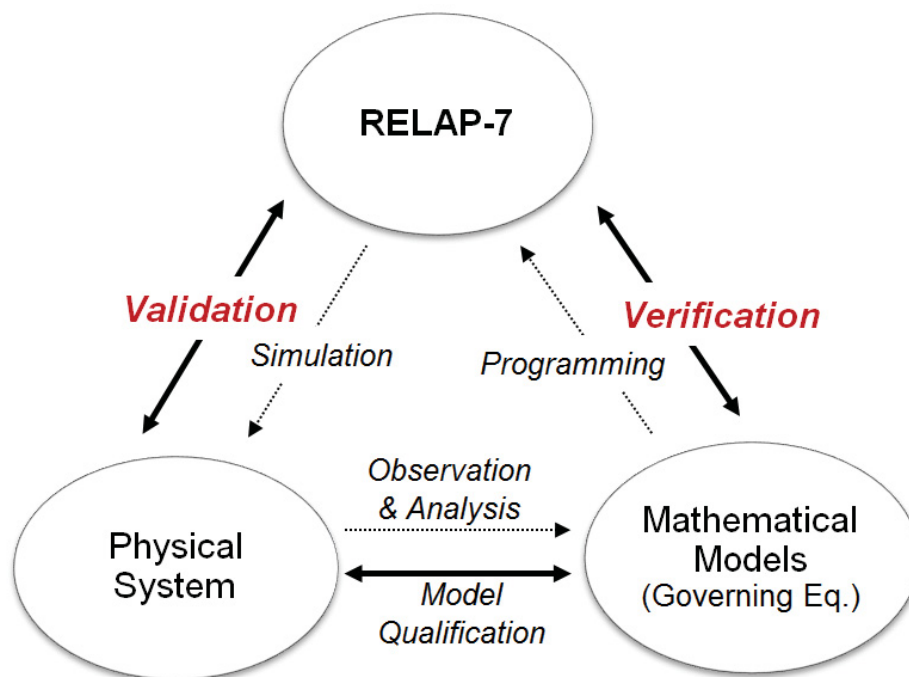 RELAP-7
Validation
Verification
Simulation
Programming
Observation
& Analysis
Physical
System
Mathematical
Models
(Governing Eq.)
Model
Qualification